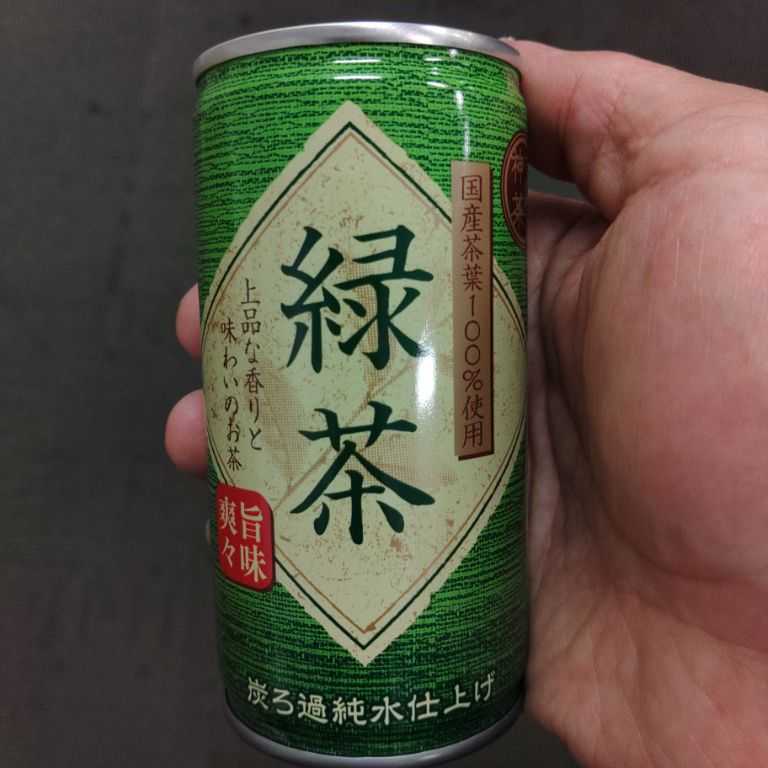 国産茶葉100%使用
緑茶
上品な香りと
味わいのお茶
旨味
爽々
炭ろ過純水仕上げ